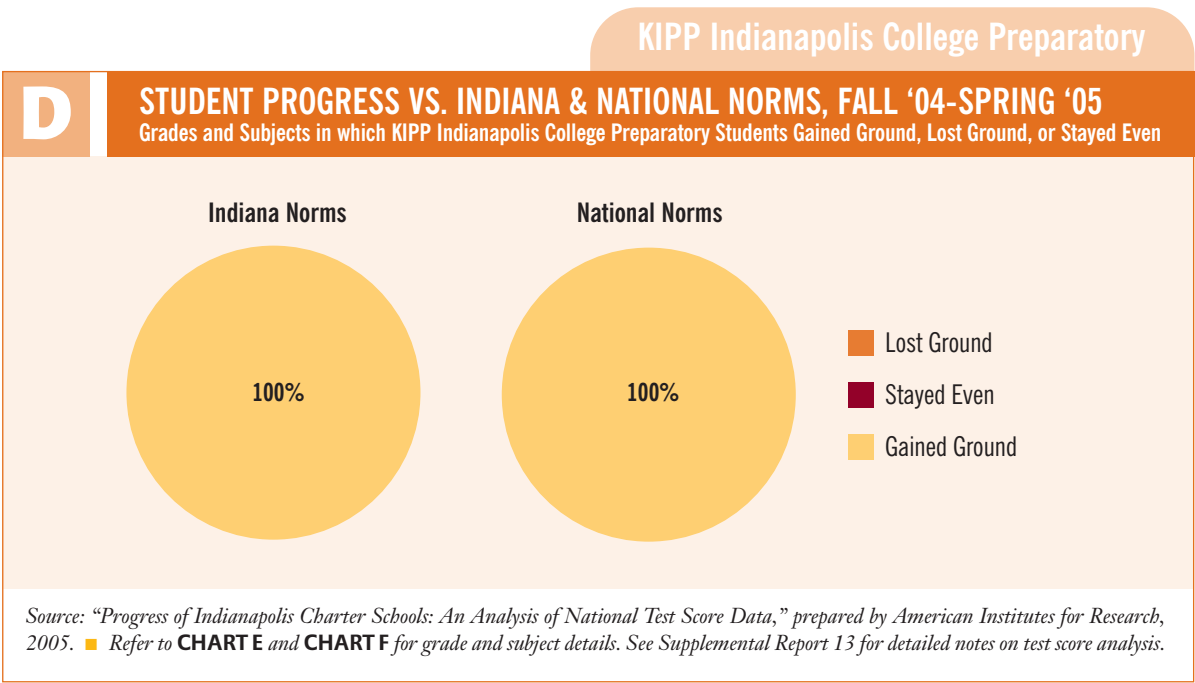 KIPP Indianapolis College Preparatory
D
STUDENT PROGRESS VS. INDIANA & NATIONAL NORMS, FALL ‘04-SPRING ‘05
Grades and Subjects in which KIPP Indianapolis College Preparatory Students Gained Ground, Lost Ground, or Stayed Even
Indiana Norms
National Norms
100%
100%
Lost Ground
Stayed Even
Gained Ground
Source: “Progress of Indianapolis Charter Schools: An Analysis of National Test Score Data,” prepared by American Institutes for Research,
2005. ■ Refer to CHART E and CHART F for grade and subject details. See Supplemental Report 13 for detailed notes on test score analysis.